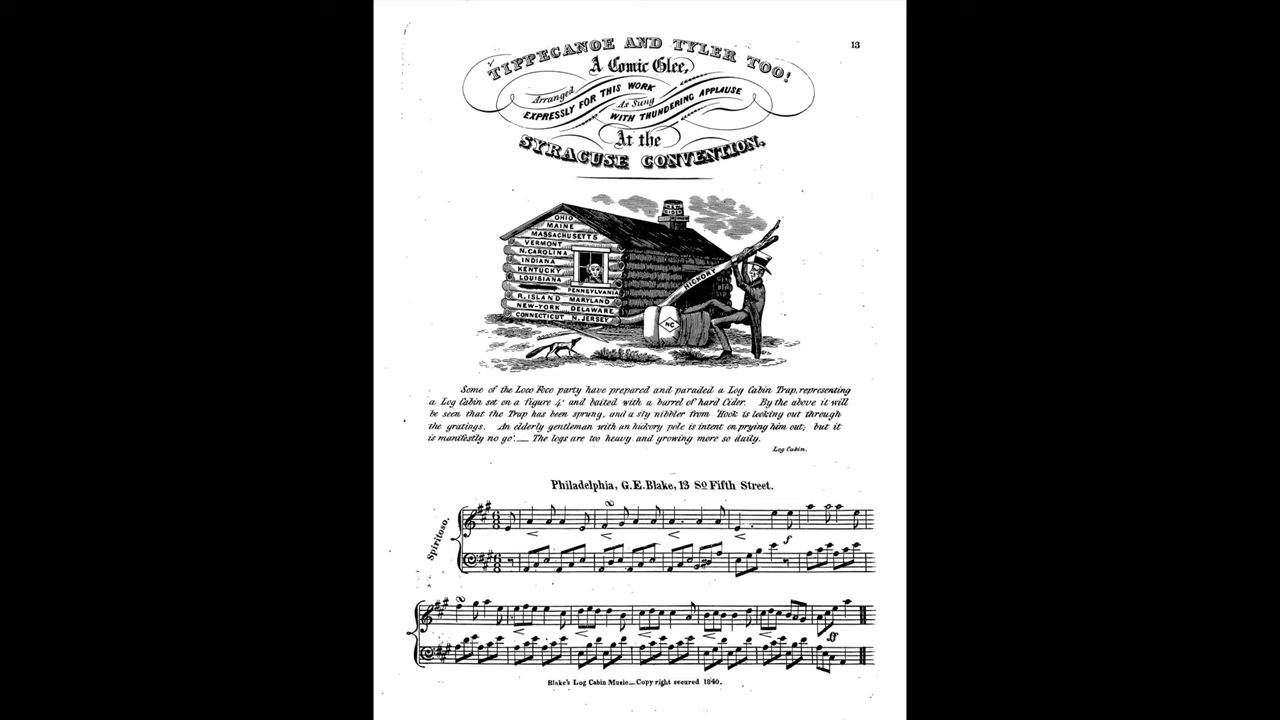 13
TIPPECANOE AND TYLER TOO!
A Comic Glee,
Arranged
EXPRESSLY FOR THIS WORK
As Sung
WITH THUNDERING APPLAUSE
At the
SYRACUSE CONVENTION,
CIDER
OHIO
MAINE
MASSACHUSETTS
VERMONT
N. CAROLINA
INDIANA
KENTUCKY
LOUISIANA
PENNSYLVANIA
R. ISLAND MARYLAND
NEW-YORK DELAWARE
CONNECTICUT N. JERSEY
HICKORY
NC
Some of the Loco Foco party have prepared and paraded a Log Cabin Trap, representing
a Log Cabin set on a figure 4' and baited with a barrel of hard Cider. By the above it will
be seen that the Trap has been sprung, and a sly nibbler from 'Hook is looking out through
the gratings. An elderly gentleman with an hickory pole is intent on prying him out; but it
is manifestly no go'.__ The logs are too heavy and growing more so daily.
Log Cabin.
Philadelphia, G.E. Blake, 13 So Fifth Street.
Spiritoso.
Blake's Log Cabin Music__Copy right secured 1840.